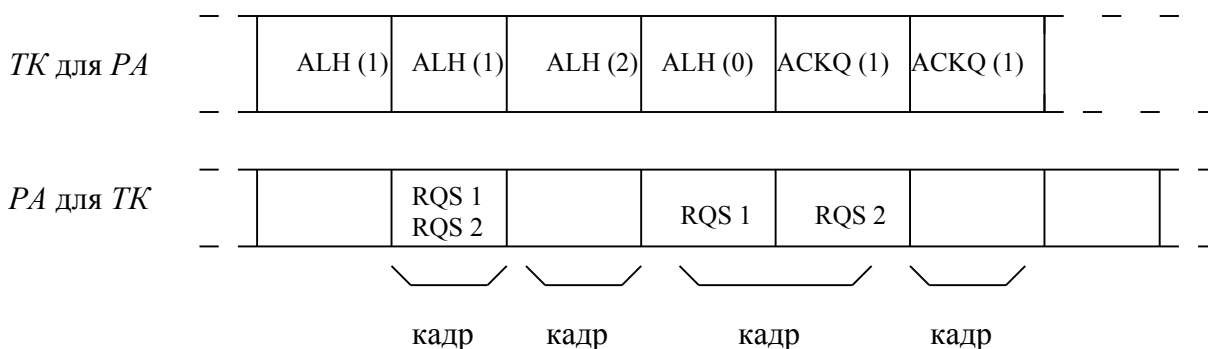 ТК для РА ALH (1) ALH (1) ALH (2) ALH (0) ACKQ (1) ACKQ (1)
РА для ТК RQS 1 RQS 1 RQS 2
RQS 2
кадр кадр кадр кадр